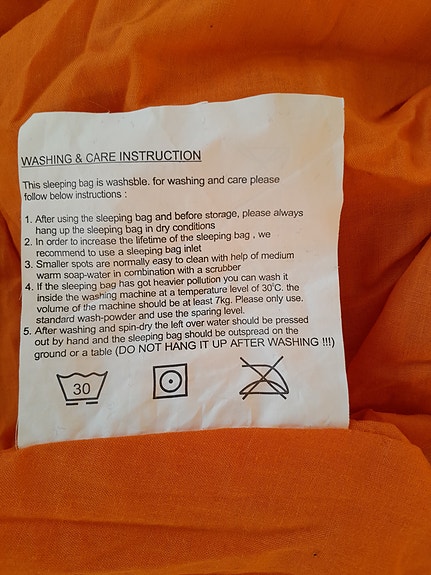 WASHING & CARE INSTRUCTION
This sleeping bag is washsble. for washing and care please
follow below instructions :
1. After using the sleeping bag and before storage, please always
hang up the sleeping bag in dry conditions
2. In order to increase the lifetime of the sleeping bag , we
recommend to use a sleeping bag inlet
3. Smaller spots are normally easy to clean with help of medium
warm soap-water in combination with a scrubber
4. If the sleeping bag has got heavier pollution you can wash it
inside the washing machine at a temperature level of 30°C. the
volume of the machine should be at least 7kg. Please only use.
standard wash-powder and use the sparing level.
5. After washing and spin-dry the left over water should be pressed
out by hand and the sleeping bag should be outspread on the
ground or a table (DO NOT HANG IT UP AFTER WASHING !!!)
30